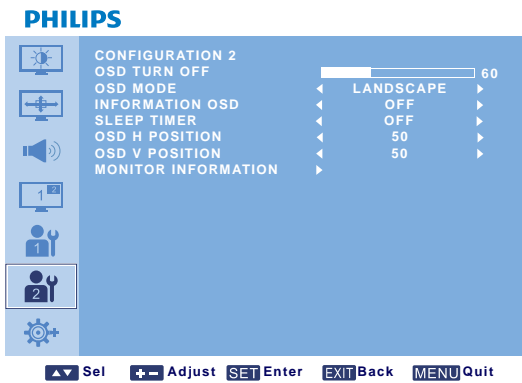 PHILIPS
CONFIGURATION 2
OSD TURN OFF 60
OSD MODE LANDSCAPE
INFORMATION OSD OFF
SLEEP TIMER OFF
OSD H POSITION 50
OSD V POSITION 50
MONITOR INFORMATION
1 2
1
2
Sel Adjust SET Enter EXIT Back MENU Quit